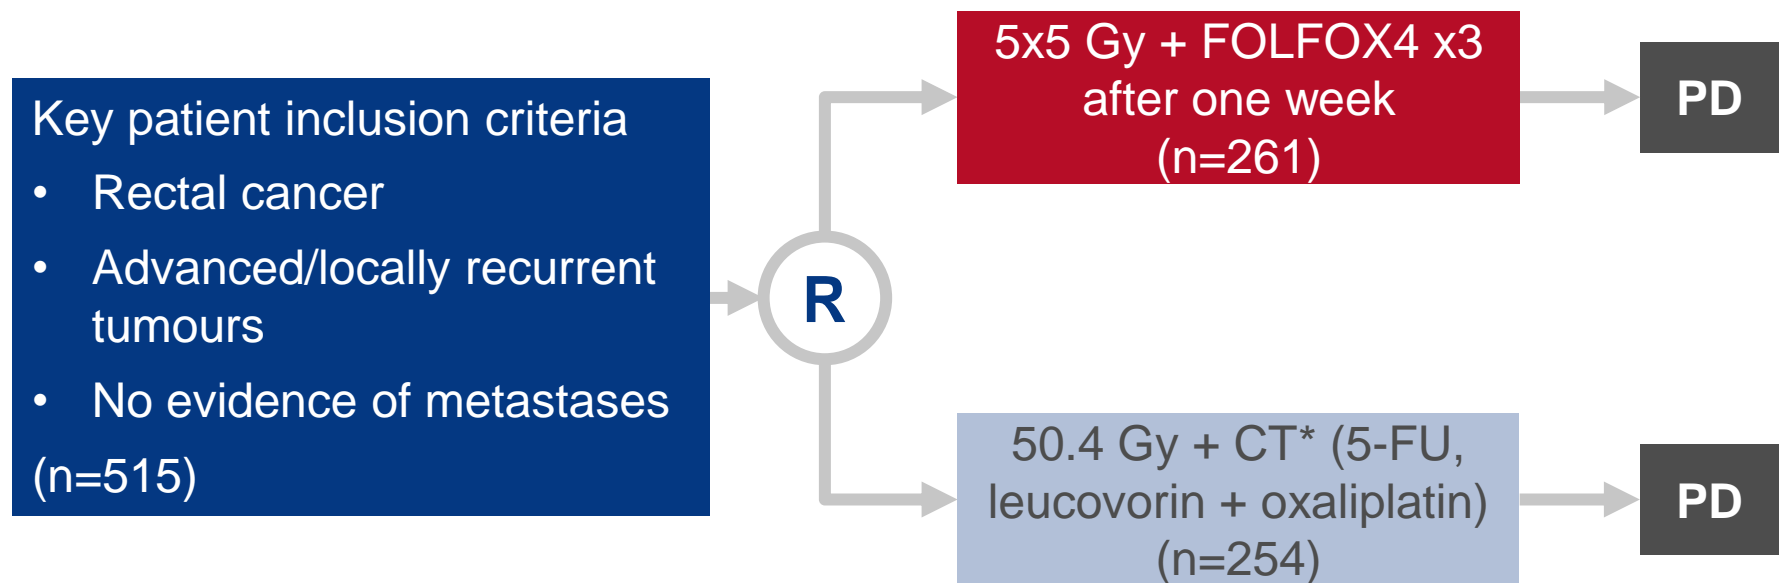 Key patient inclusion criteria
• Rectal cancer
• Advanced/locally recurrent
tumours
• No evidence of metastases
(n=515)
R
5x5 Gy + FOLFOX4 x3
after one week
(n=261)
PD
50.4 Gy + CT* (5-FU,
leucovorin + oxaliplatin)
(n=254)
PD